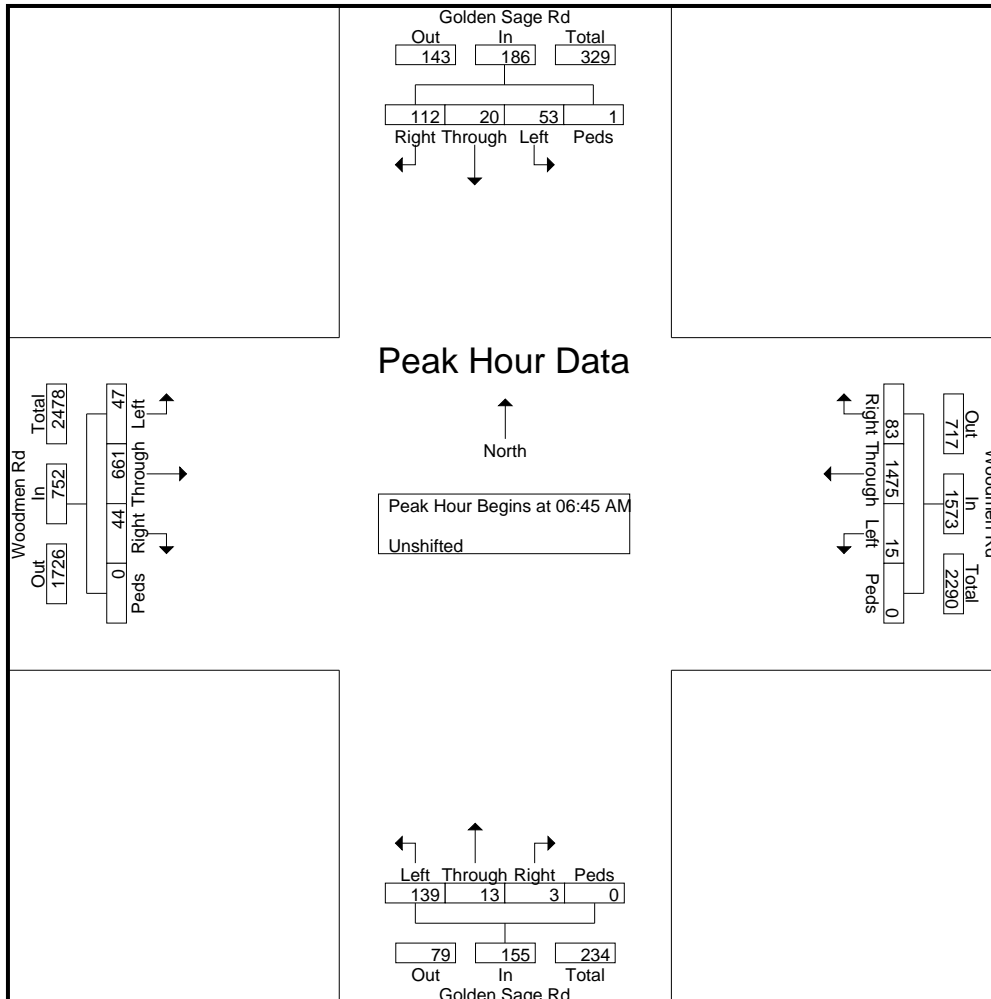 Golden Sage Rd
Out In Total
143 186 329
112 20 53 1
Right Through Left Peds
Peak Hour Data
North
Peak Hour Begins at 06:45 AM
Unshifted
Woodmen Rd
Total In Out
2478 752 1726
47 661 44 0
Left Through Right Peds
Woodmen Rd
Out In Total
717 1573 2290
83 1475 15 0
Right Through Left Peds
Left Through Right Peds
139 13 3 0
79 155 234
Out In Total
Golden Sage Rd